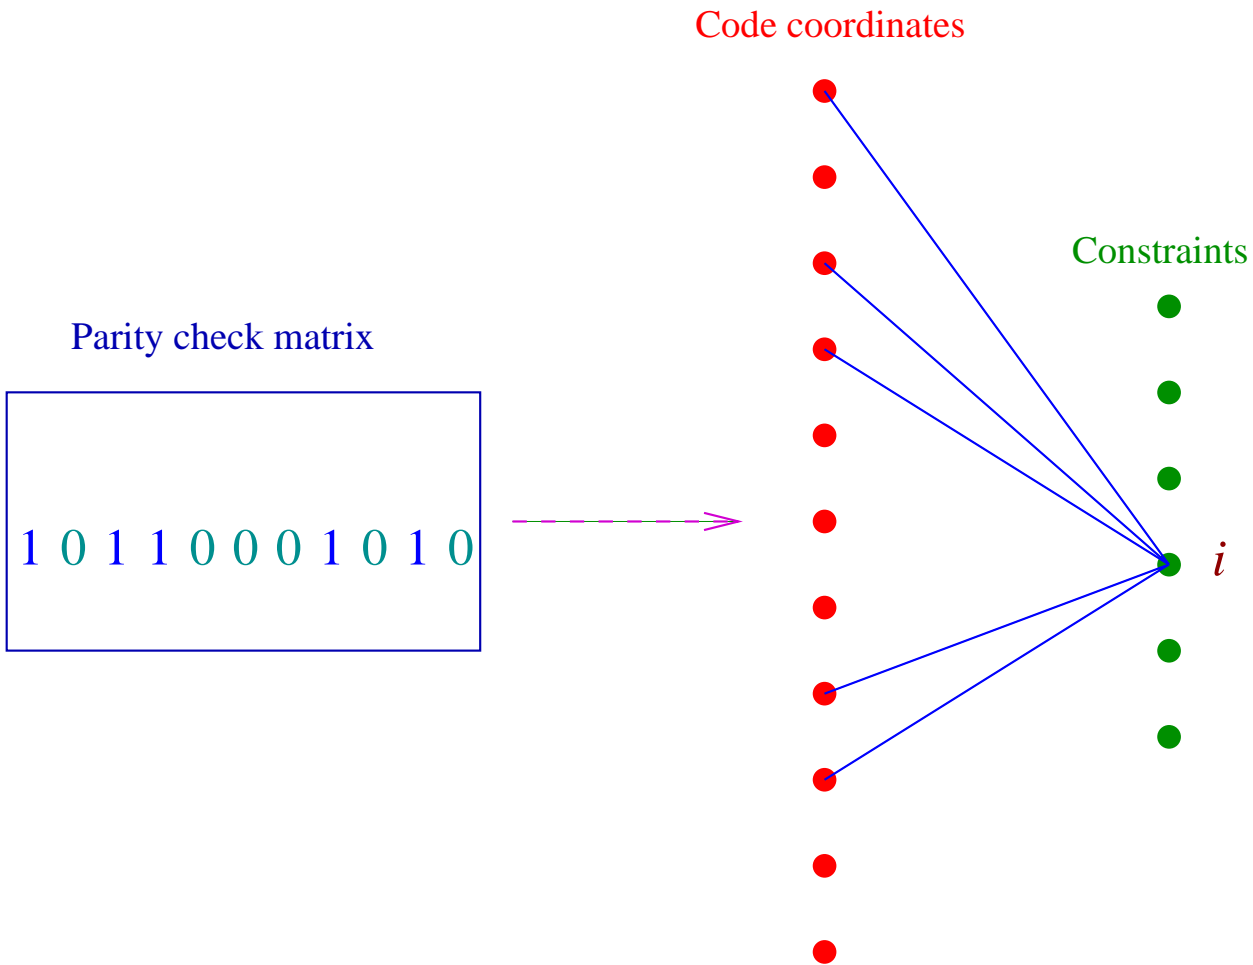 Code coordinates
Constraints
Parity check matrix
1 0 1 1 0 0 0 1 0 1 0
i